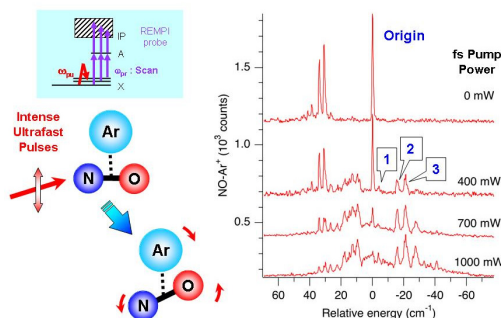 REMPI
probe
IP
A
X
ωpu
ωpr : Scan
Intense
Ultrafast
Pulses
Ar
N
O
Ar
N
O
Origin
fs Pump
Power
0 mW
400 mW
700 mW
1000 mW
1
2
3
1.5
1.0
0.5
NO-Ar⁺ (10³ counts)
60
40
20
0
-20
-40
-60
Relative energy (cm⁻¹)